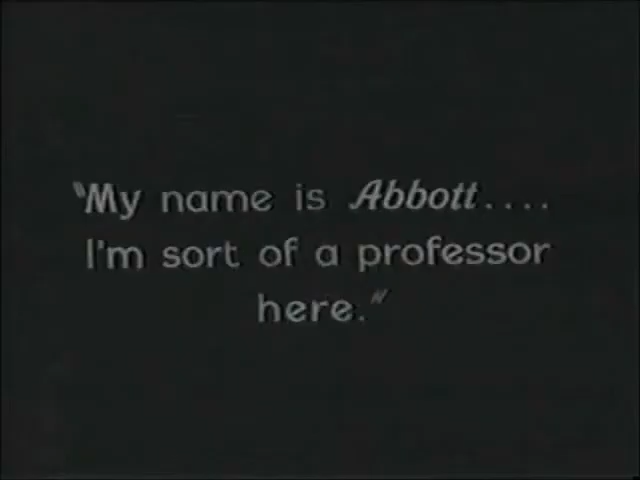 "My name is Abbott....
I'm sort of a professor
here."